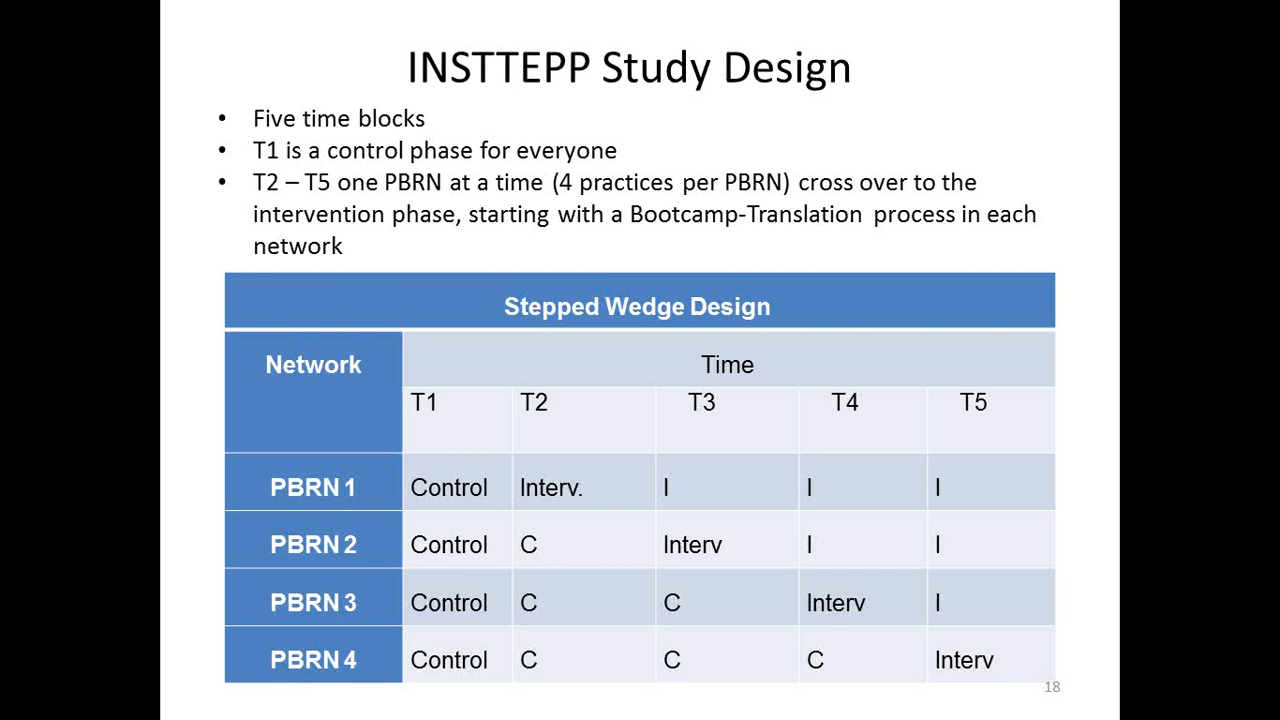 INSTTEPP Study Design
• Five time blocks
• T1 is a control phase for everyone
• T2 – T5 one PBRN at a time (4 practices per PBRN) cross over to the
intervention phase, starting with a Bootcamp-Translation process in each
network
Stepped Wedge Design
Network Time
T1 T2 T3 T4 T5
PBRN 1 Control Interv. I I I
PBRN 2 Control C Interv I I
PBRN 3 Control C C Interv I
PBRN 4 Control C C C Interv
18